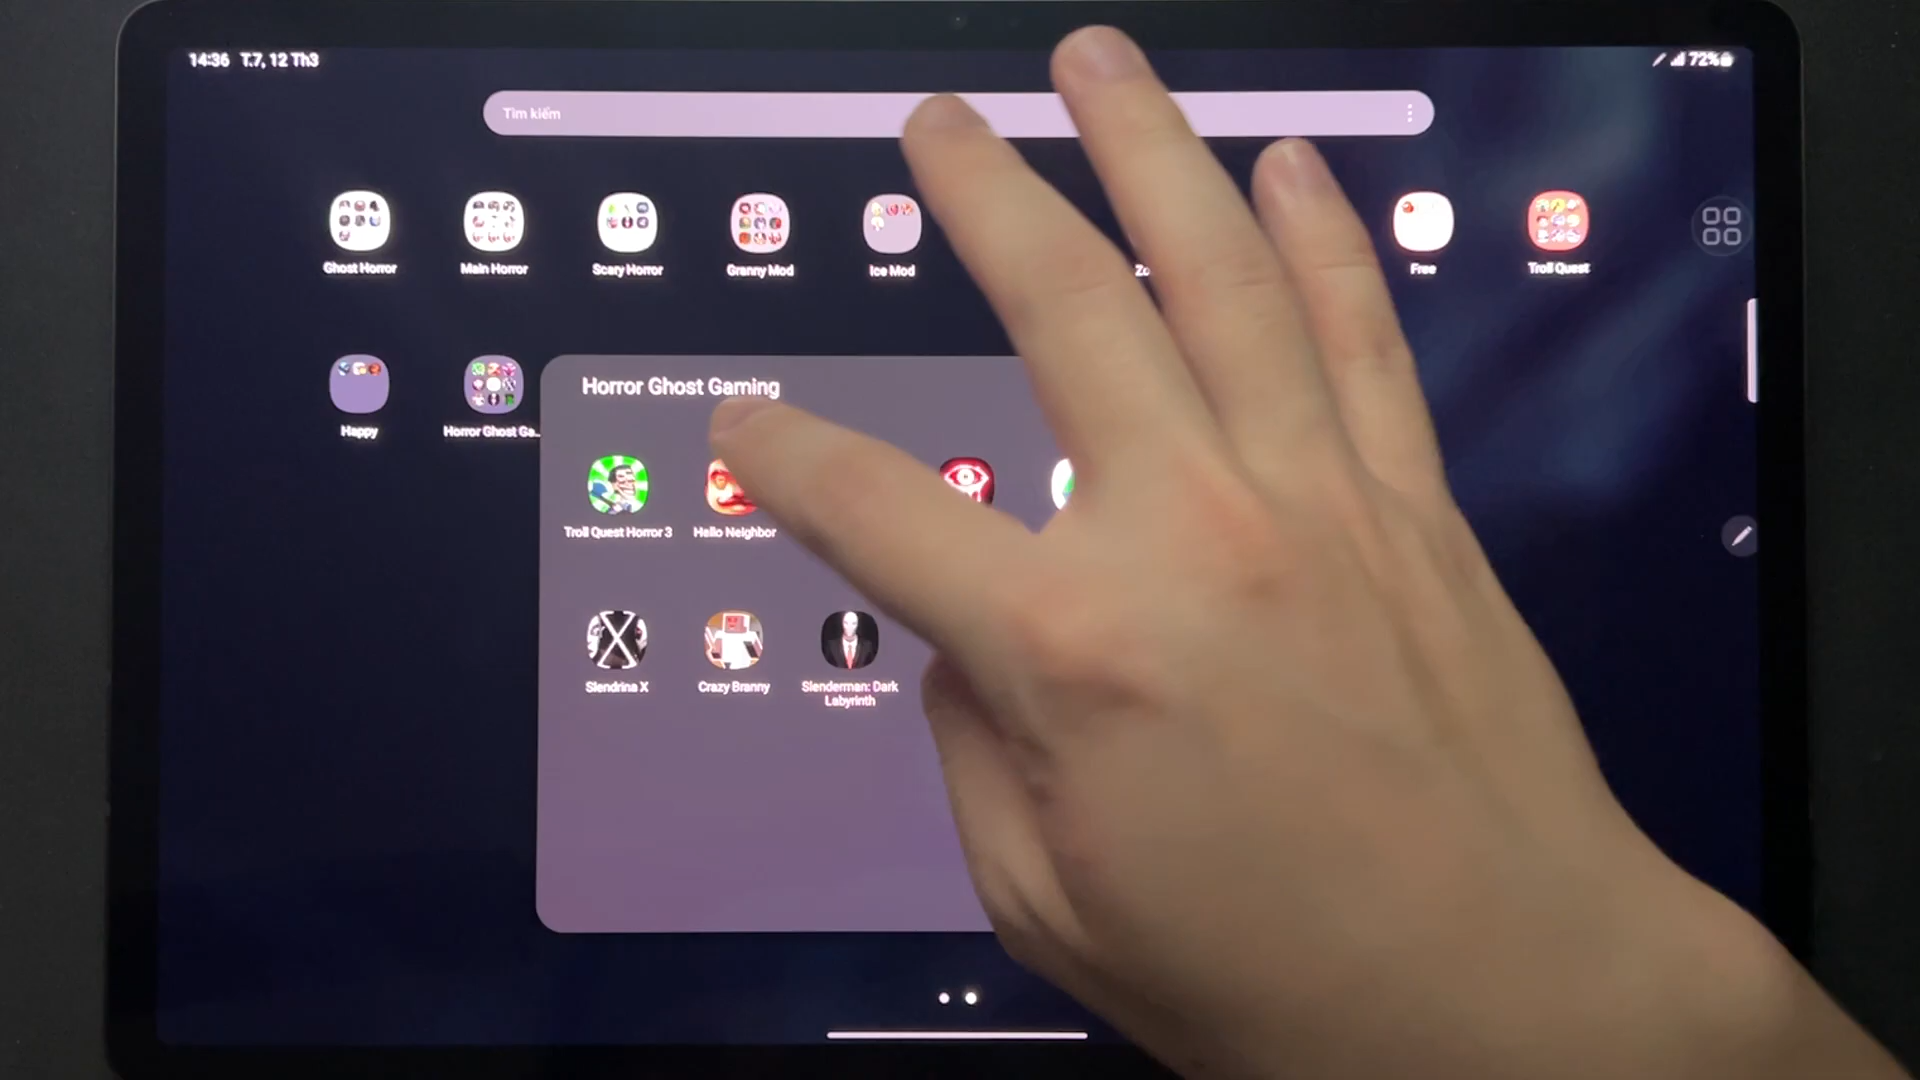 14:36 T.7, 12 Th3
72%
Tìm kiếm
Ghost Horror
Main Horror
Scary Horror
Granny Mod
Ice Mod
Free
Troll Quest
Happy
Horror Ghost Ga...
Horror Ghost Gaming
Troll Quest Horror 3
Hello Neighbor
Slendrina X
Crazy Branny
Slenderman: Dark
Labyrinth